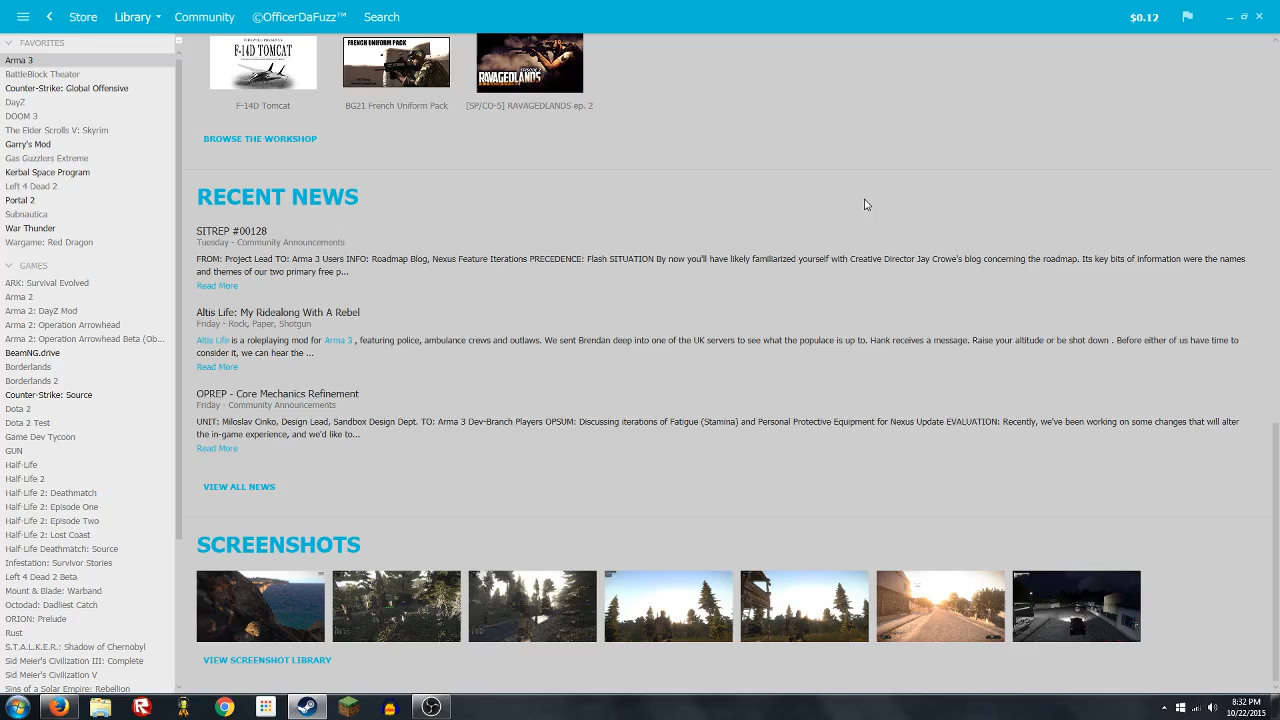 Store Library Community ©OfficerDaFuzz™ Search $0.12
FAVORITES
Arma 3
BattleBlock Theater
Counter-Strike: Global Offensive
DayZ
DOOM 3
The Elder Scrolls V: Skyrim
Garry's Mod
Gas Guzzlers Extreme
Kerbal Space Program
Left 4 Dead 2
Portal 2
Subnautica
War Thunder
Wargame: Red Dragon
GAMES
ARK: Survival Evolved
Arma 2
Arma 2: DayZ Mod
Arma 2: Operation Arrowhead
Arma 2: Operation Arrowhead Beta (Ob...
BeamNG.drive
Borderlands
Borderlands 2
Counter-Strike: Source
Dota 2
Dota 2 Test
Game Dev Tycoon
GUN
Half-Life
Half-Life 2
Half-Life 2: Deathmatch
Half-Life 2: Episode One
Half-Life 2: Episode Two
Half-Life 2: Lost Coast
Half-Life Deathmatch: Source
Infestation: Survivor Stories
Left 4 Dead 2 Beta
Mount & Blade: Warband
Octodad: Dadliest Catch
ORION: Prelude
Rust
S.T.A.L.K.E.R.: Shadow of Chernobyl
Sid Meier's Civilization III: Complete
Sid Meier's Civilization V
Sins of a Solar Empire: Rebellion
F-14D TOMCAT
FRENCH UNIFORM PACK
RAVAGEDLANDS
F-14D Tomcat
BG21 French Uniform Pack
[SP/CO-5] RAVAGEDLANDS ep. 2
BROWSE THE WORKSHOP
RECENT NEWS
SITREP #00128
Tuesday - Community Announcements
FROM: Project Lead TO: Arma 3 Users INFO: Roadmap Blog, Nexus Feature Iterations PRECEDENCE: Flash SITUATION By now you'll have likely familiarized yourself with Creative Director Jay Crowe's blog concerning the roadmap. Its key bits of information were the names
and themes of our two primary free p...
Read More
Altis Life: My Ridealong With A Rebel
Friday - Rock, Paper, Shotgun
Altis Life is a roleplaying mod for Arma 3 , featuring police, ambulance crews and outlaws. We sent Brendan deep into one of the UK servers to see what the populace is up to. Hank receives a message. Raise your altitude or be shot down . Before either of us have time to
consider it, we can hear the ...
Read More
OPREP - Core Mechanics Refinement
Friday - Community Announcements
UNIT: Miloslav Cinko, Design Lead, Sandbox Design Dept. TO: Arma 3 Dev-Branch Players OPSUM: Discussing iterations of Fatigue (Stamina) and Personal Protective Equipment for Nexus Update EVALUATION: Recently, we've been working on some changes that will alter
the in-game experience, and we'd like to...
Read More
VIEW ALL NEWS
SCREENSHOTS
VIEW SCREENSHOT LIBRARY
8:32 PM
10/22/2015